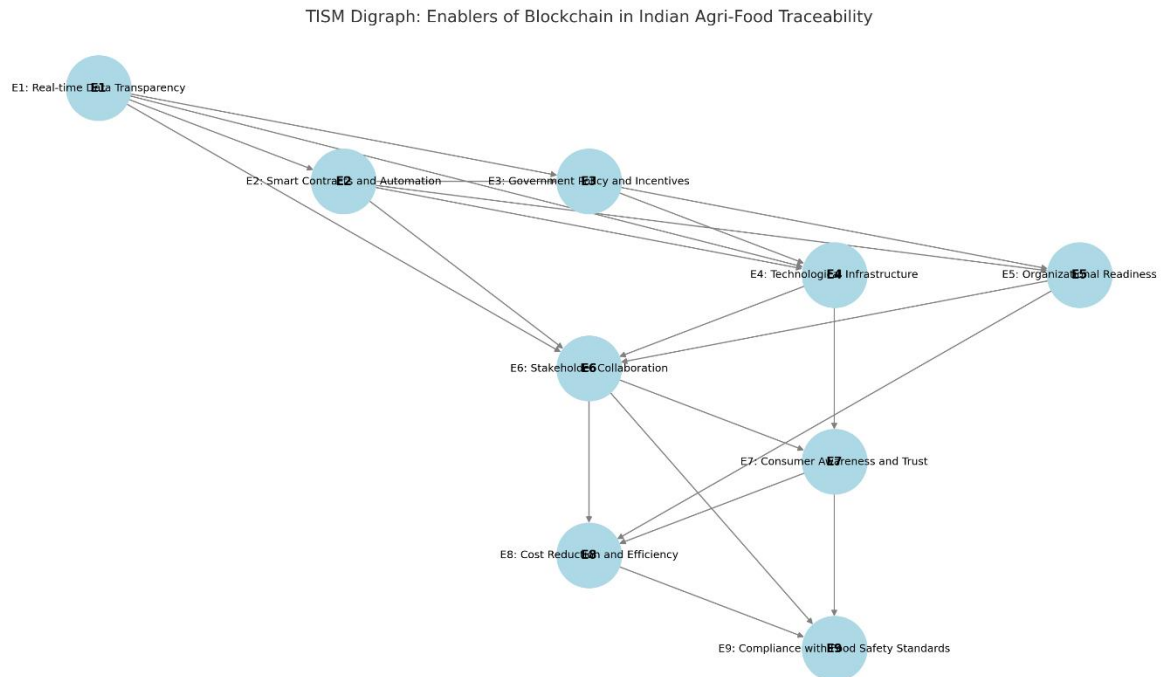 TISM Digraph: Enablers of Blockchain in Indian Agri-Food Traceability
E1: Real-time Data Transparency
E1
E2: Smart Contracts and Automation
E2
E3: Government Policy and Incentives
E3
E4: Technological Infrastructure
E4
E5: Organizational Readiness
E5
E6: Stakeholder Collaboration
E6
E7: Consumer Awareness and Trust
E7
E8: Cost Reduction and Efficiency
E8
E9: Compliance with Food Safety Standards
E9